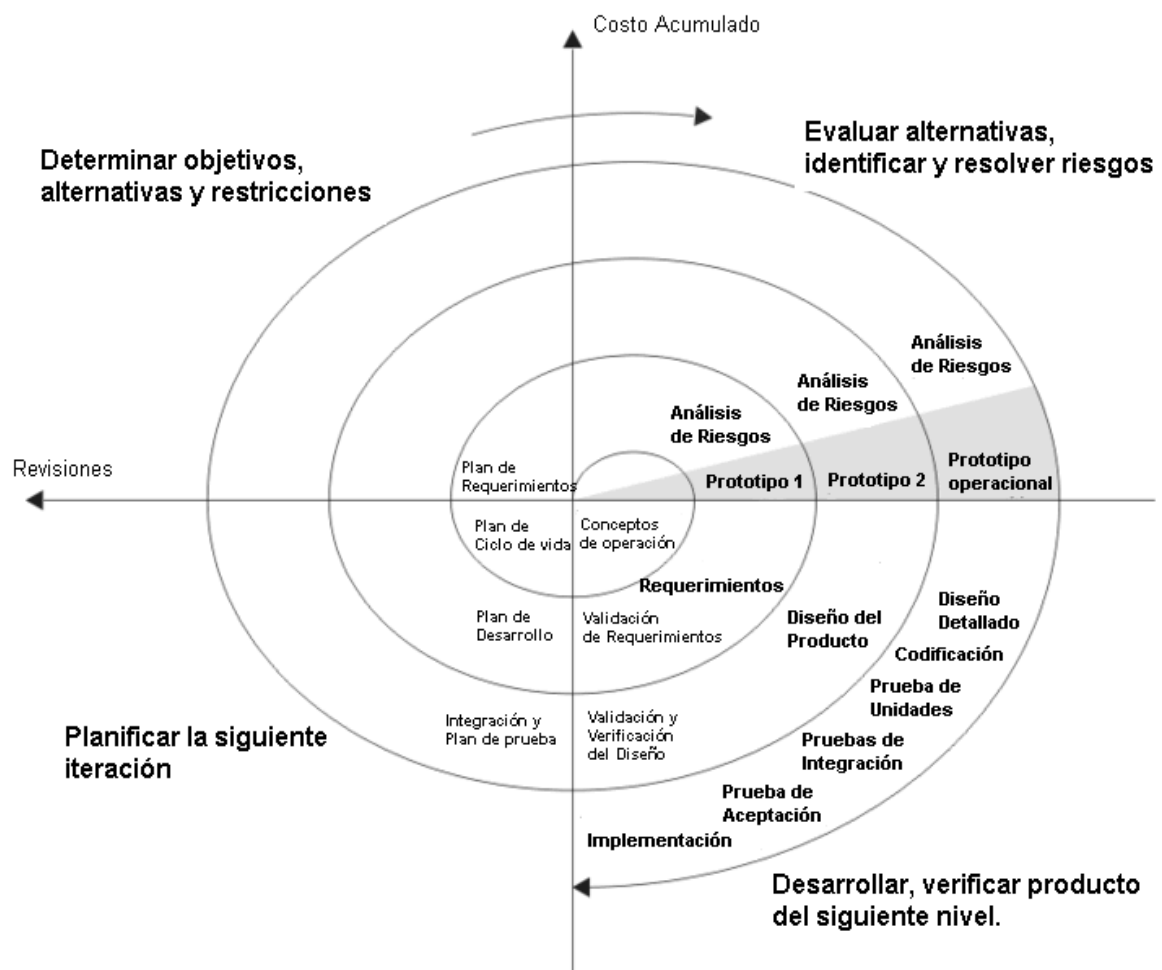 Costo Acumulado
Determinar objetivos,
alternativas y restricciones
Evaluar alternativas,
identificar y resolver riesgos
Análisis
de Riesgos
Análisis
de Riesgos
Análisis
de Riesgos
Revisiones
Plan de
Requerimientos
Prototipo 1
Prototipo 2
Prototipo
operacional
Plan de
Ciclo de vida
Conceptos
de operación
Requerimientos
Plan de
Desarrollo
Validación
de Requerimientos
Diseño del
Producto
Diseño
Detallado
Codificación
Prueba de
Unidades
Integración y
Plan de prueba
Validación y
Verificación
del Diseño
Pruebas de
Integración
Planificar la siguiente
iteración
Prueba de
Aceptación
Implementación
Desarrollar, verificar producto
del siguiente nivel.